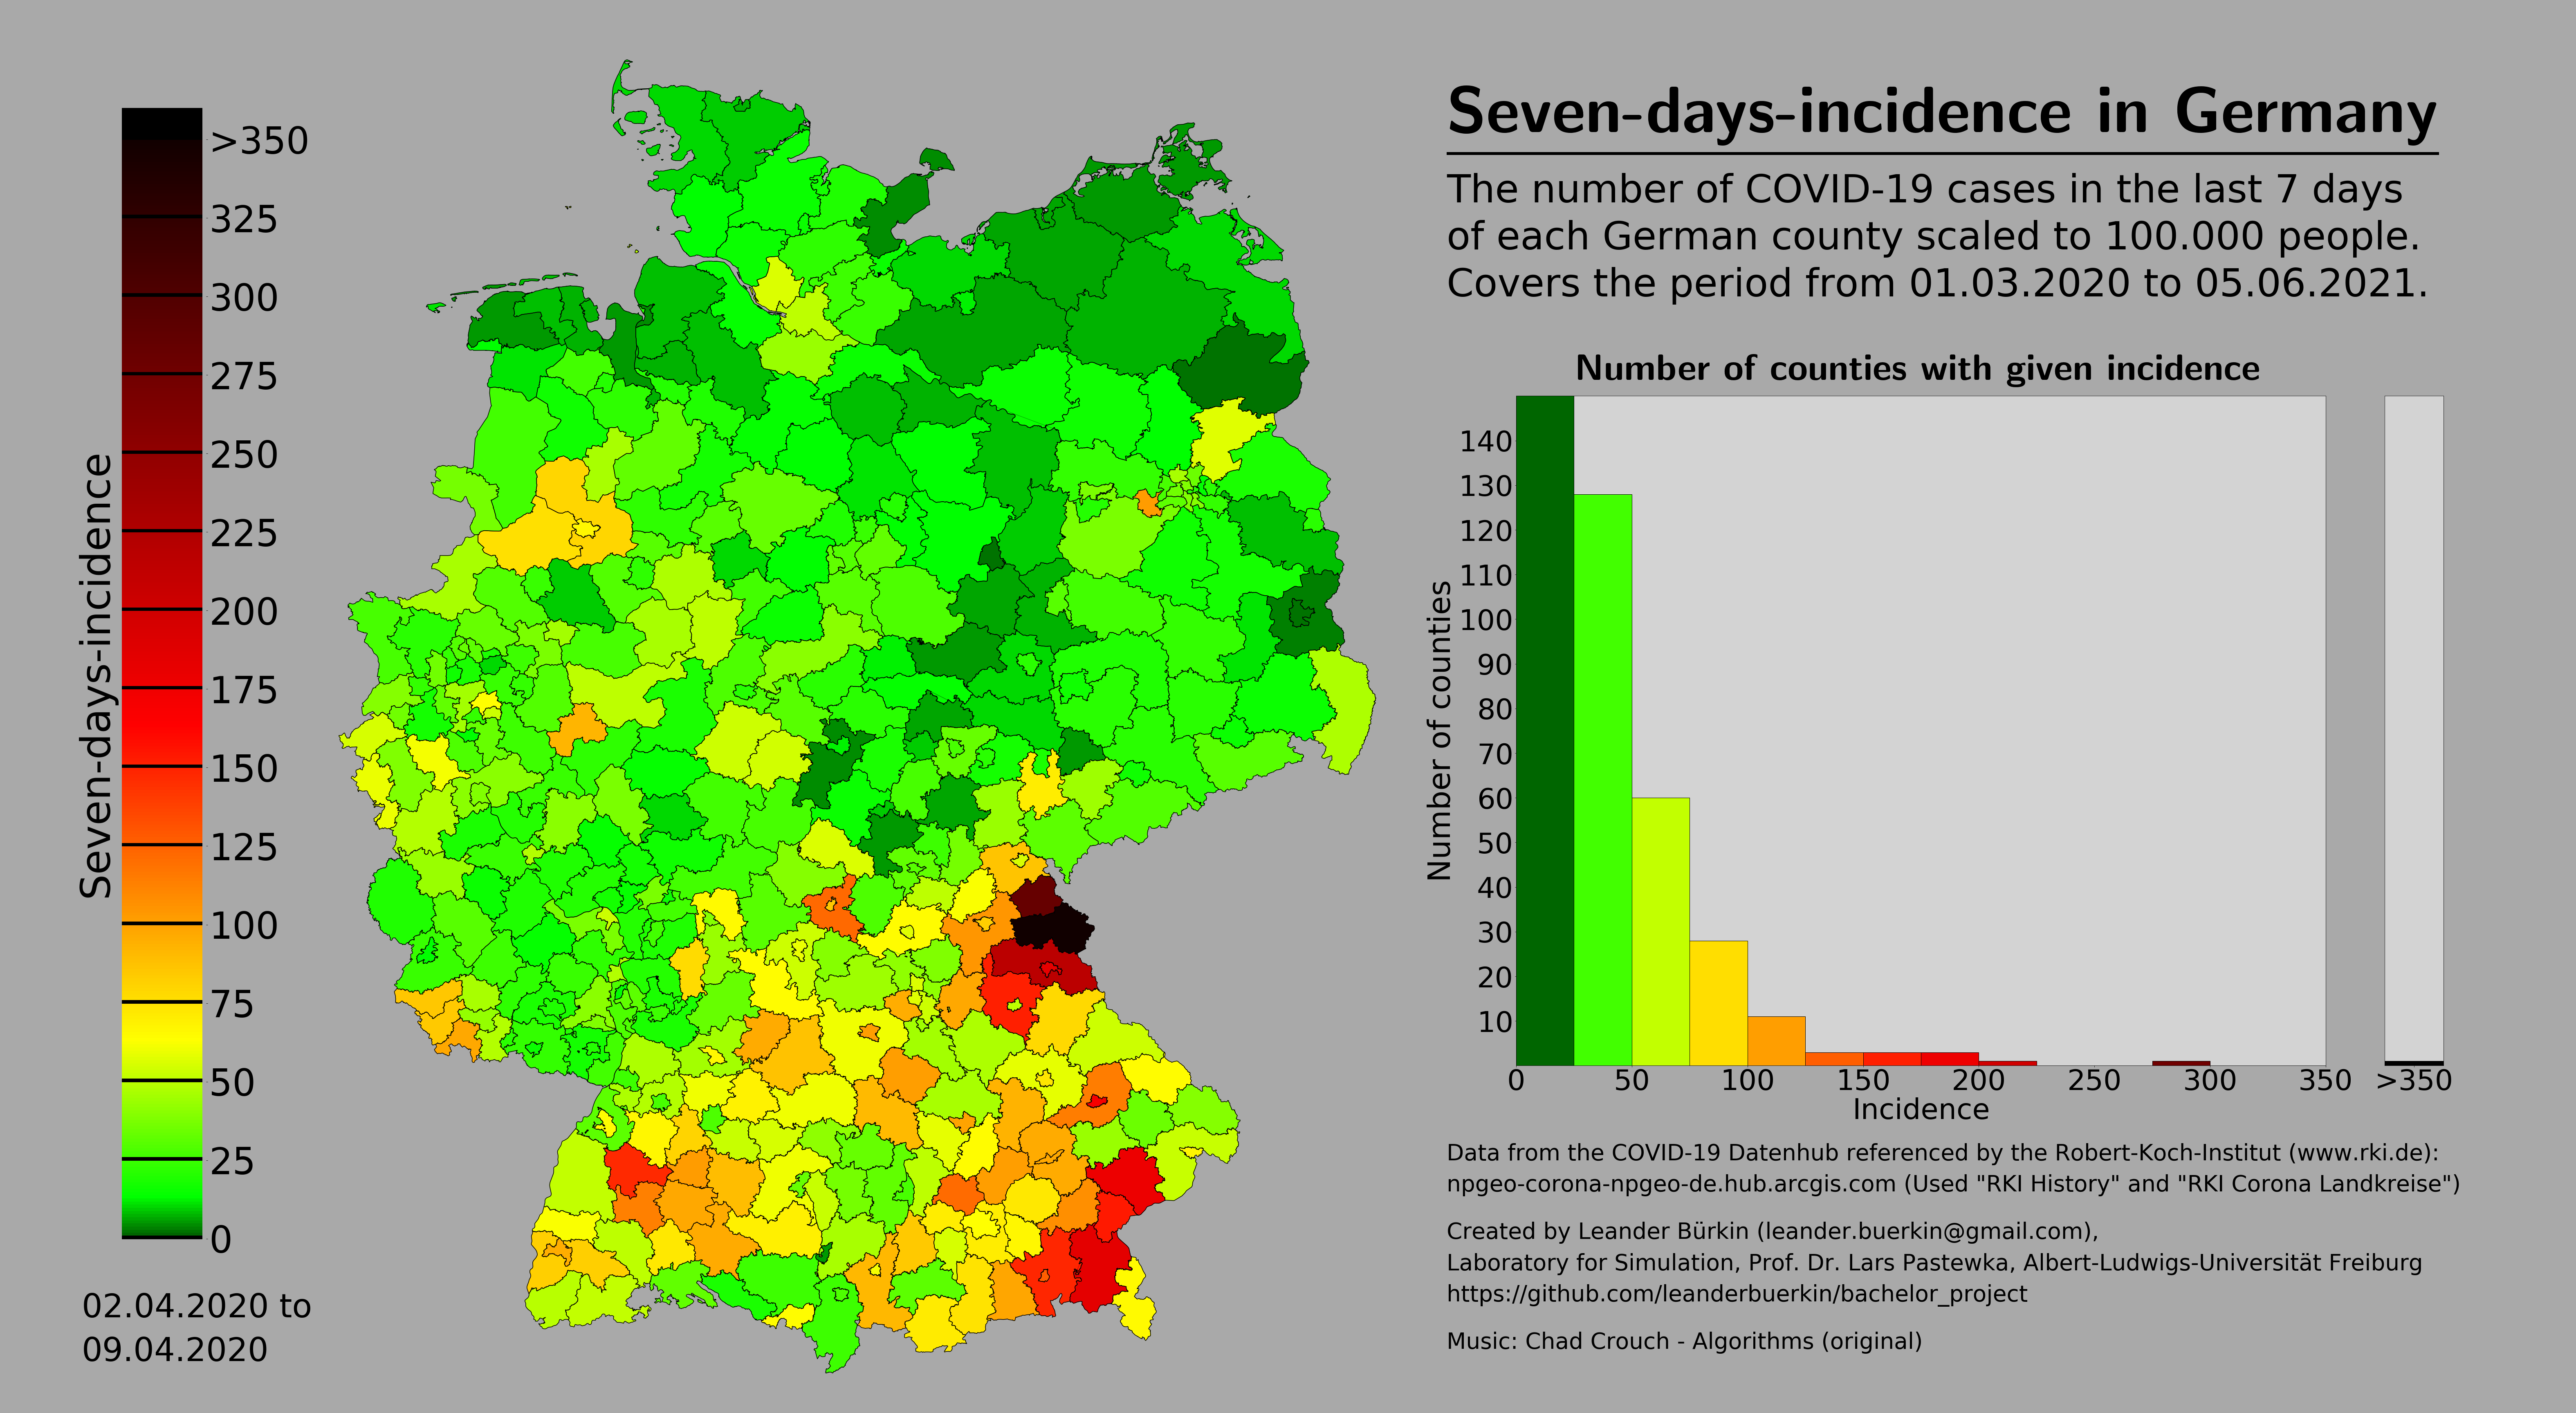 Seven-days-incidence in Germany
The number of COVID-19 cases in the last 7 days
of each German county scaled to 100.000 people.
Covers the period from 01.03.2020 to 05.06.2021.
Seven-days-incidence
>350
325
300
275
250
225
200
175
150
125
100
75
50
25
0
02.04.2020 to
09.04.2020
Number of counties with given incidence
Number of counties
140
130
120
110
100
90
80
70
60
50
40
30
20
10
0 50 100 150 200 250 300 350 >350
Incidence
Data from the COVID-19 Datenhub referenced by the Robert-Koch-Institut (www.rki.de):
npgeo-corona-npgeo-de.hub.arcgis.com (Used "RKI History" and "RKI Corona Landkreise")
Created by Leander Bürkin (leander.buerkin@gmail.com),
Laboratory for Simulation, Prof. Dr. Lars Pastewka, Albert-Ludwigs-Universität Freiburg
https://github.com/leanderbuerkin/bachelor_project
Music: Chad Crouch - Algorithms (original)